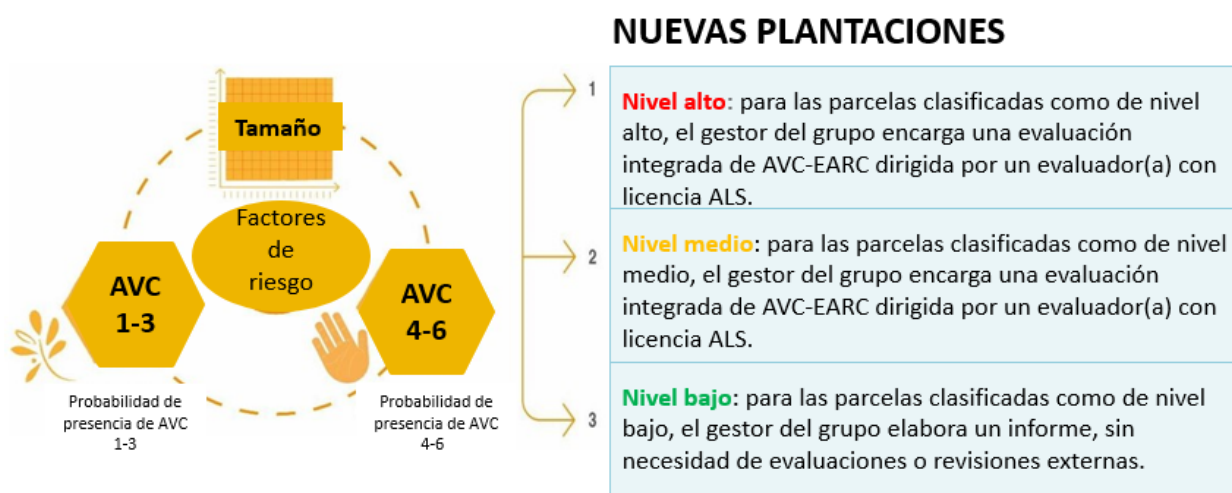 NUEVAS PLANTACIONES
Tamaño
Factores
de
riesgo
AVC
1-3
AVC
4-6
Probabilidad de
presencia de AVC
1-3
Probabilidad de
presencia de AVC
4-6
1
Nivel alto: para las parcelas clasificadas como de nivel
alto, el gestor del grupo encarga una evaluación
integrada de AVC-EARC dirigida por un evaluador(a) con
licencia ALS.
2
Nivel medio: para las parcelas clasificadas como de nivel
medio, el gestor del grupo encarga una evaluación
integrada de AVC-EARC dirigida por un evaluador(a) con
licencia ALS.
3
Nivel bajo: para las parcelas clasificadas como de nivel
bajo, el gestor del grupo elabora un informe, sin
necesidad de evaluaciones o revisiones externas.